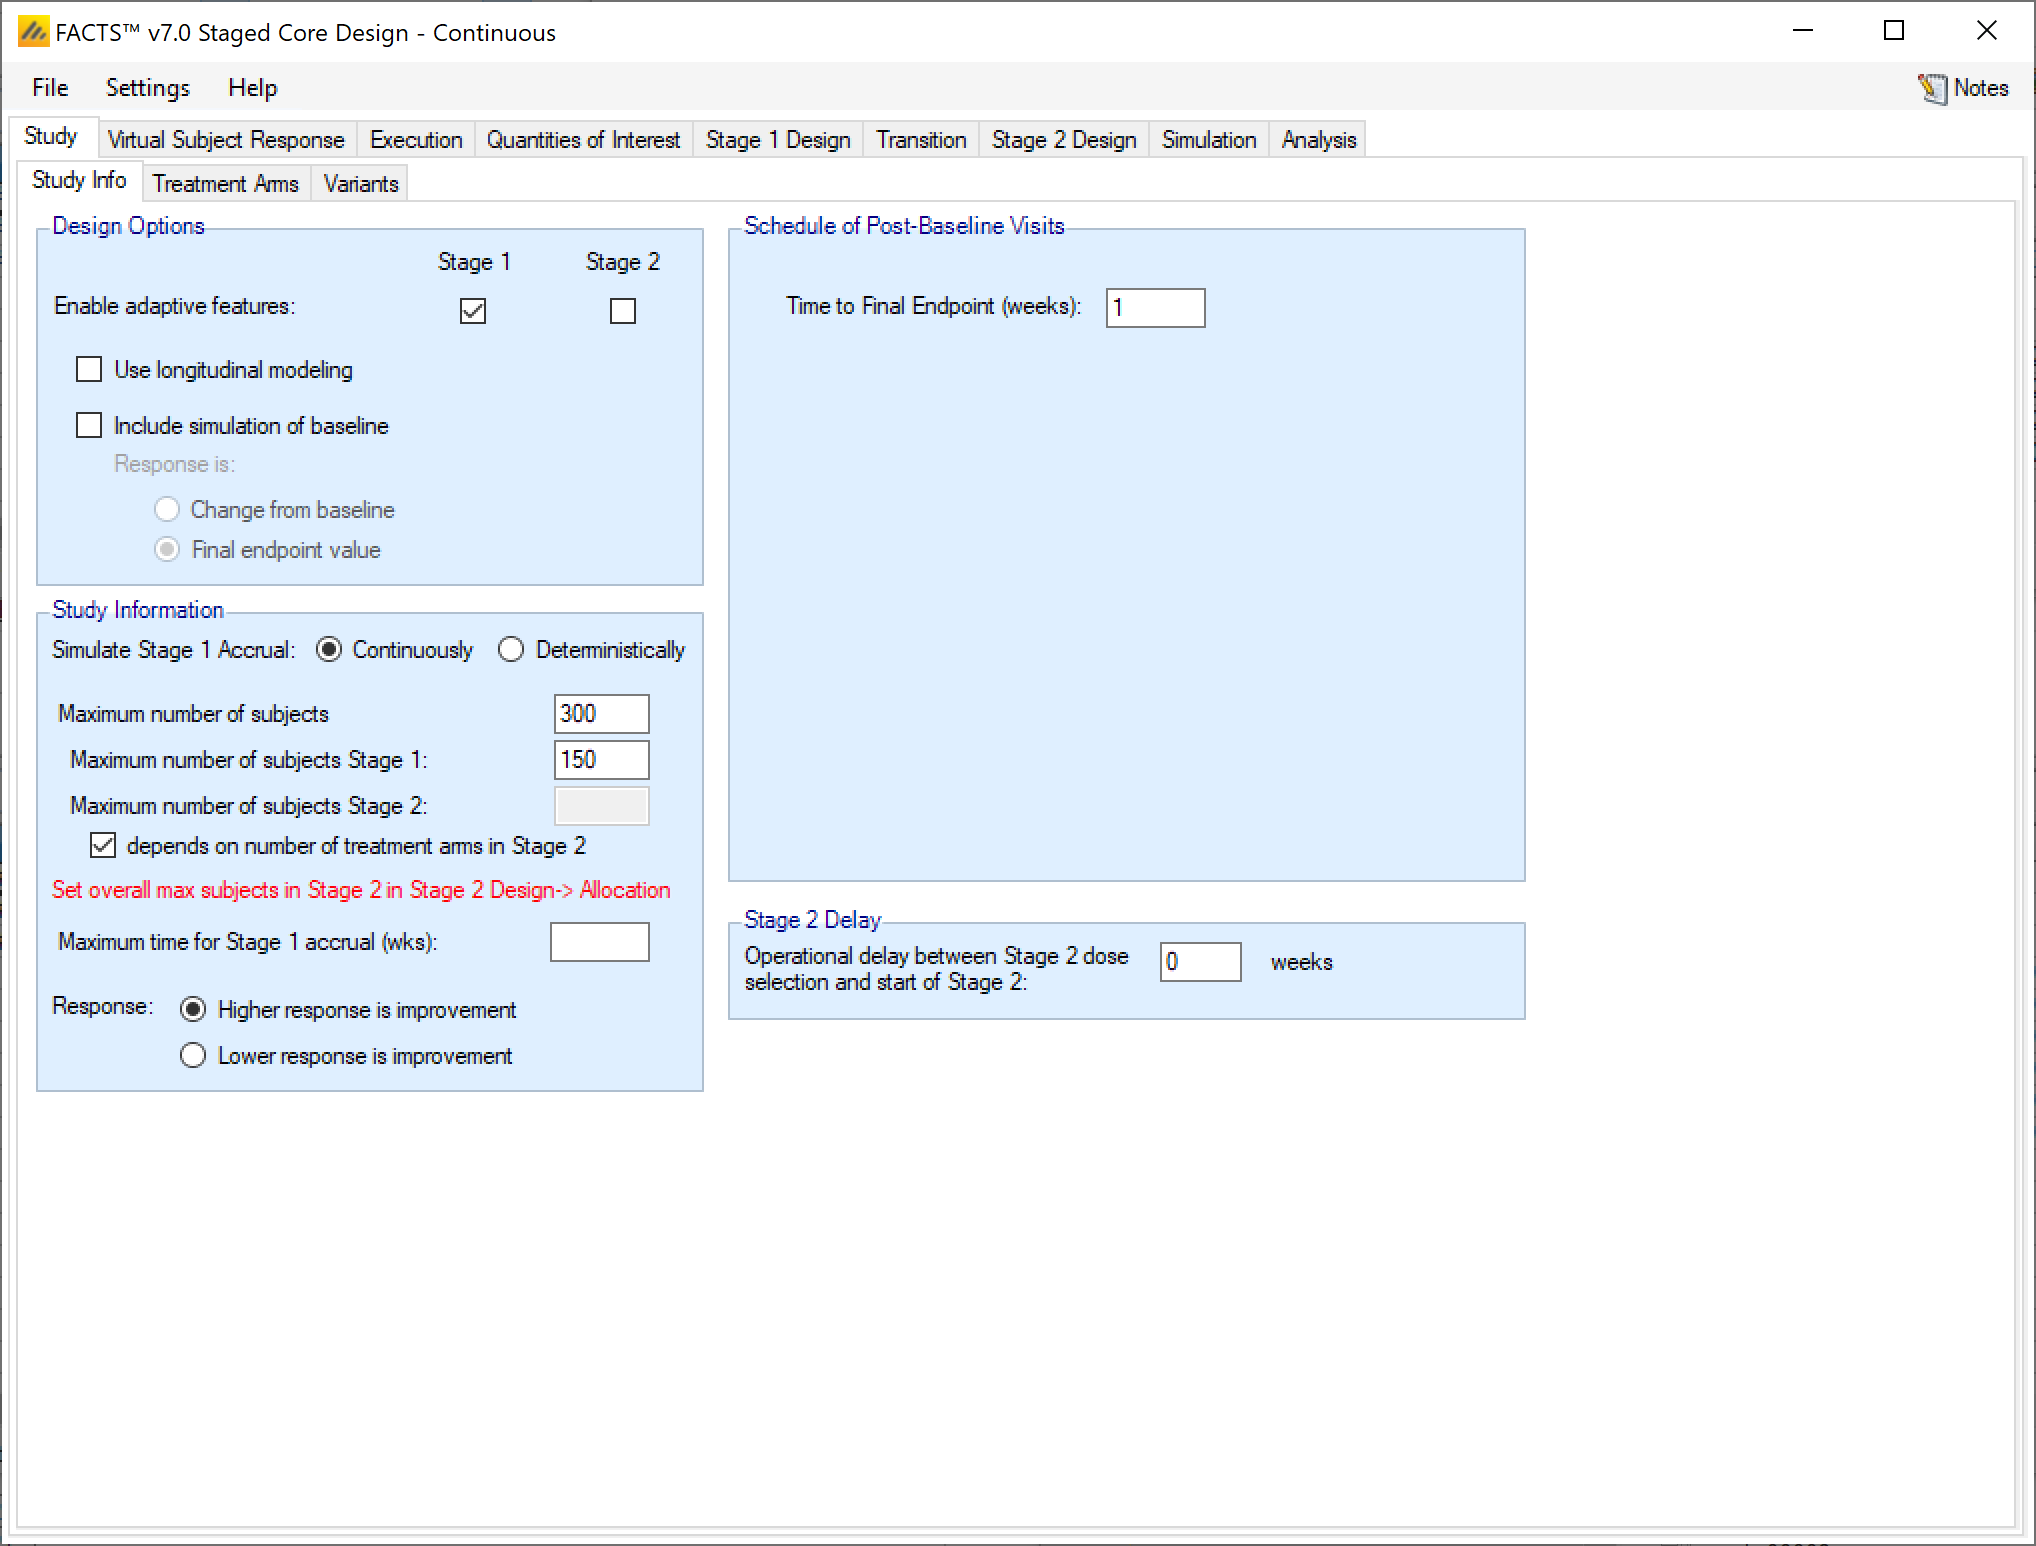 FACTS™ v7.0 Staged Core Design - Continuous
File Settings Help Notes
Study Virtual Subject Response Execution Quantities of Interest Stage 1 Design Transition Stage 2 Design Simulation Analysis
Study Info Treatment Arms Variants
Design Options
Stage 1 Stage 2
Enable adaptive features:
Use longitudinal modeling
Include simulation of baseline
Response is:
Change from baseline
Final endpoint value
Study Information
Simulate Stage 1 Accrual: Continuously Deterministically
Maximum number of subjects 300
Maximum number of subjects Stage 1: 150
Maximum number of subjects Stage 2:
depends on number of treatment arms in Stage 2
Set overall max subjects in Stage 2 in Stage 2 Design-> Allocation
Maximum time for Stage 1 accrual (wks):
Response: Higher response is improvement
Lower response is improvement
Schedule of Post-Baseline Visits
Time to Final Endpoint (weeks): 1
Stage 2 Delay
Operational delay between Stage 2 dose
selection and start of Stage 2: 0 weeks